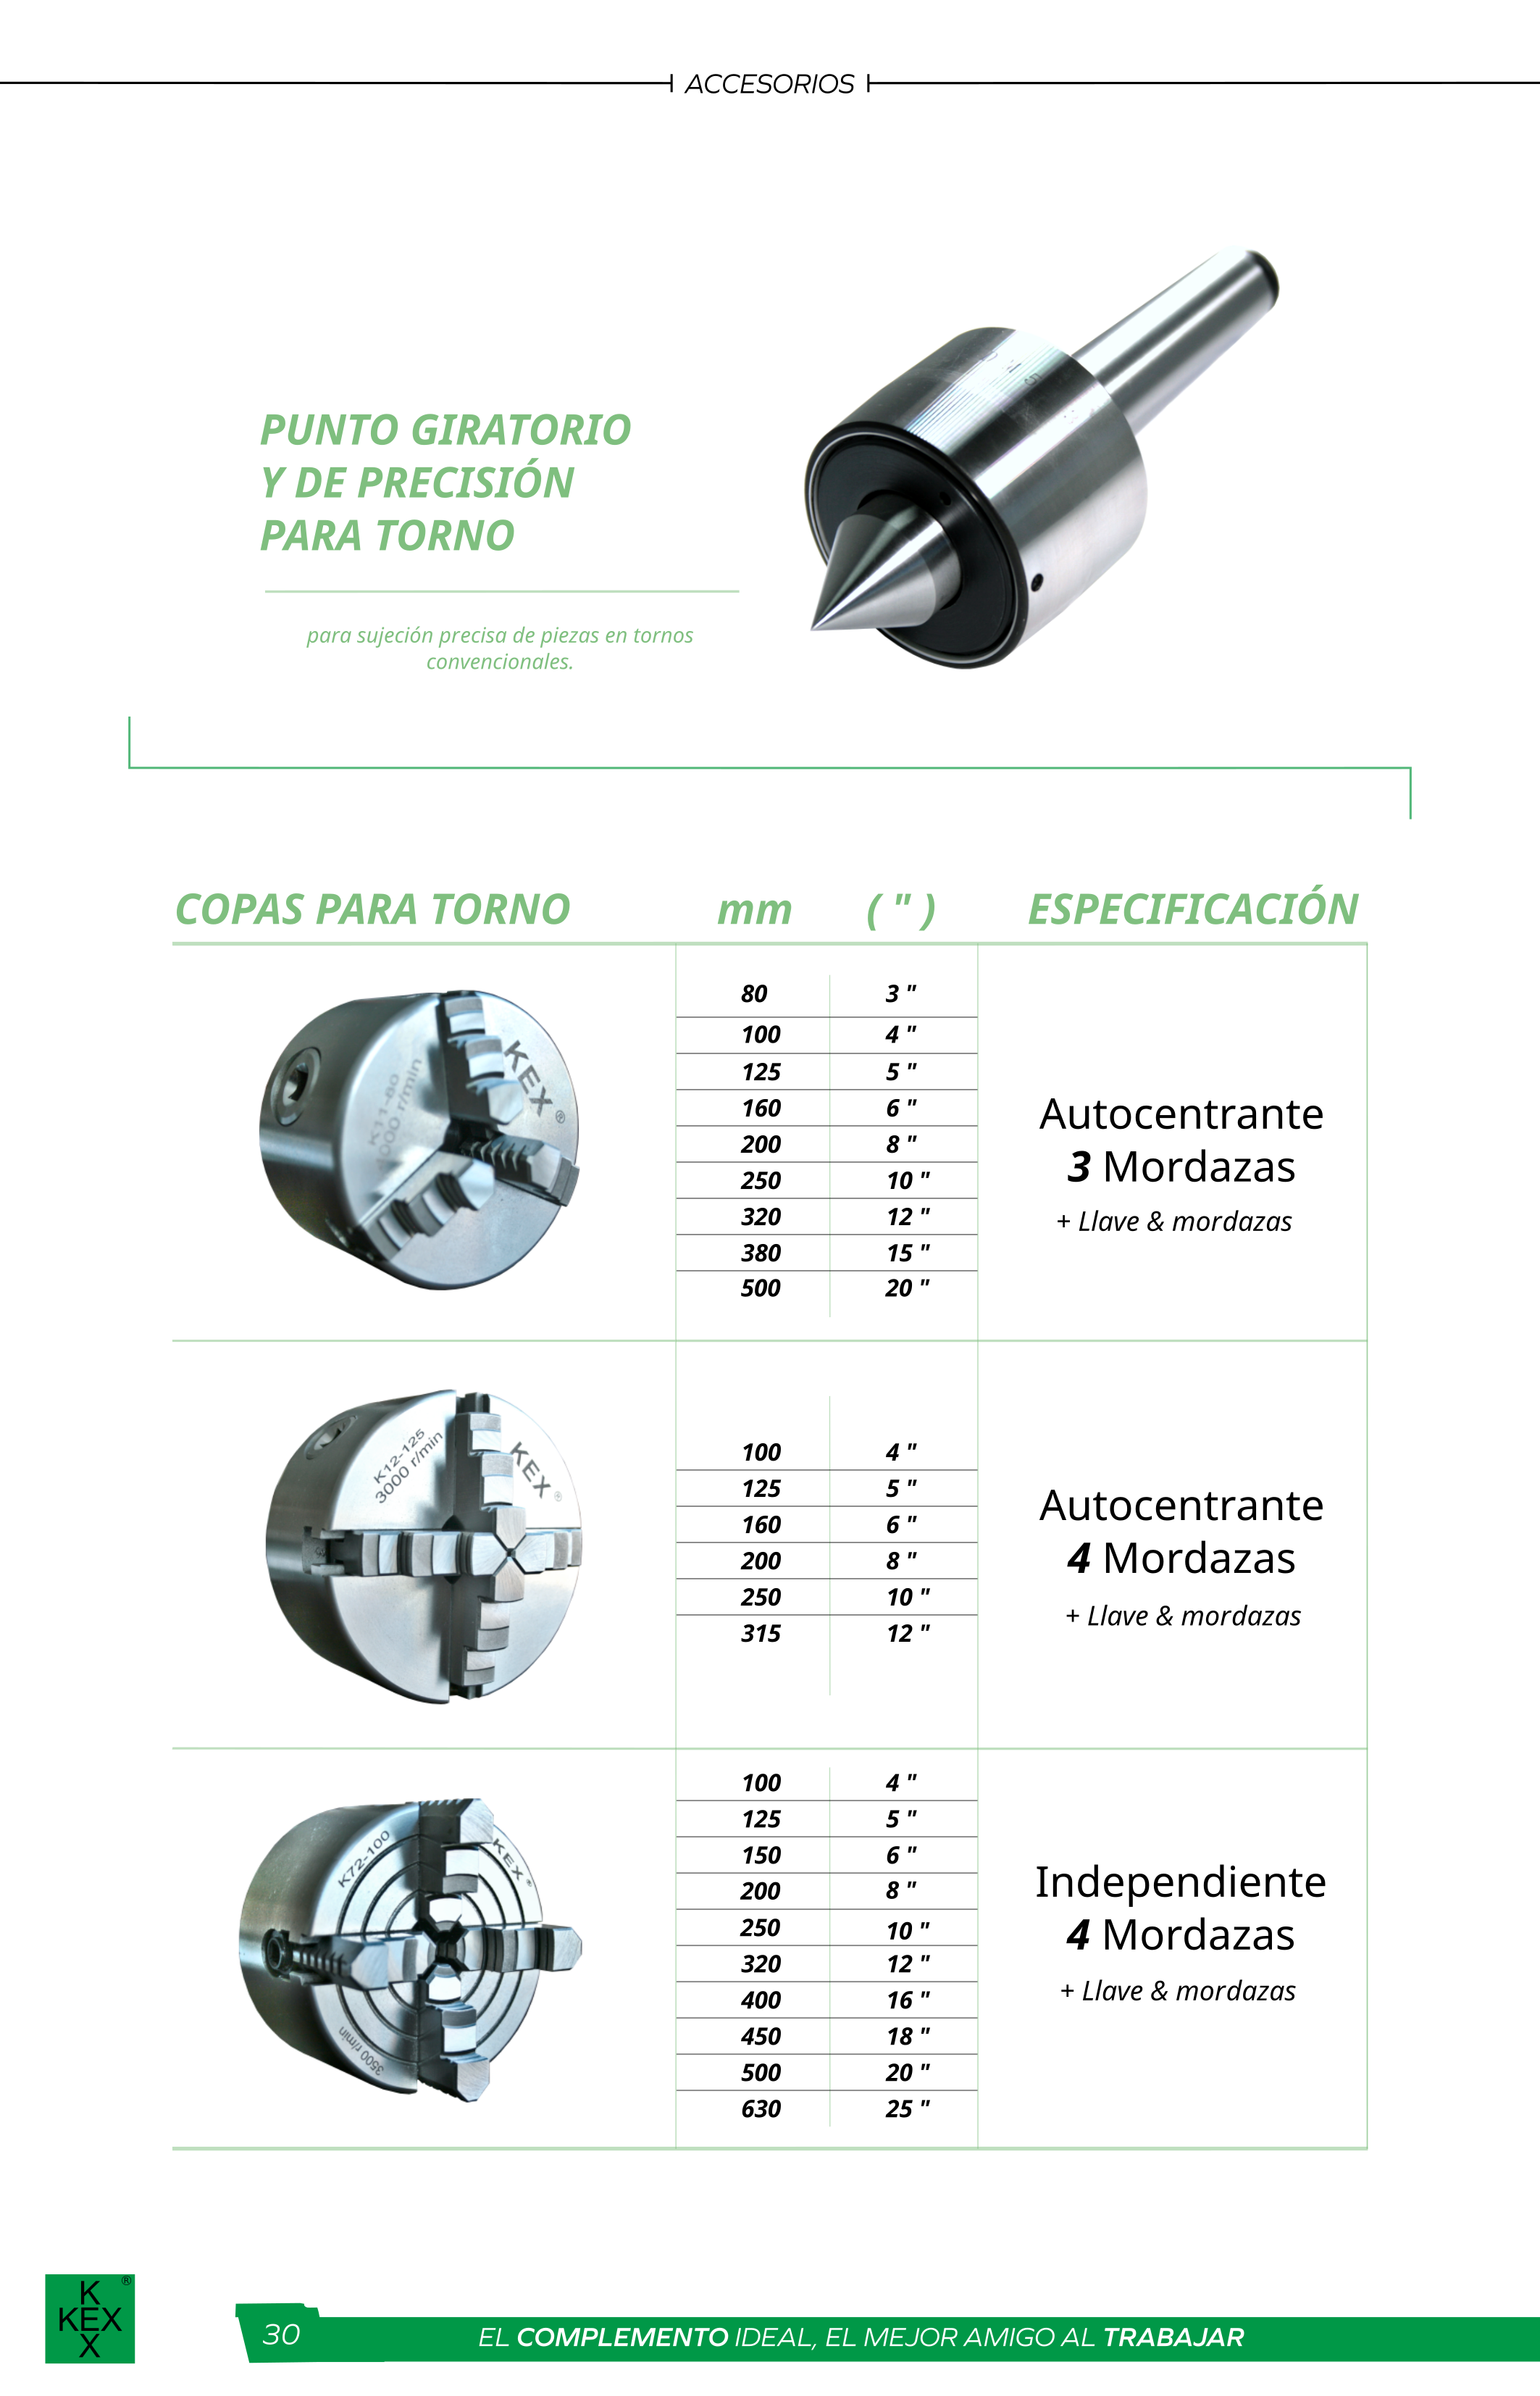 ACCESORIOS
PUNTO GIRATORIO
Y DE PRECISIÓN
PARA TORNO
para sujeción precisa de piezas en tornos
convencionales.
COPAS PARA TORNO mm ( " ) ESPECIFICACIÓN
KEX ®
K11-80
80 3 "
100 4 "
125 5 "
160 6 "
200 8 "
250 10 "
320 12 "
380 15 "
500 20 "
Autocentrante
3 Mordazas
+ Llave & mordazas
K12-125
3000 r/min
KEX ®
100 4 "
125 5 "
160 6 "
200 8 "
250 10 "
315 12 "
Autocentrante
4 Mordazas
+ Llave & mordazas
K72-100
KEX ®
3500 r/min
100 4 "
125 5 "
150 6 "
200 8 "
250 10 "
320 12 "
400 16 "
450 18 "
500 20 "
630 25 "
Independiente
4 Mordazas
+ Llave & mordazas
K ®
KEX
X
30
EL COMPLEMENTO IDEAL, EL MEJOR AMIGO AL TRABAJAR